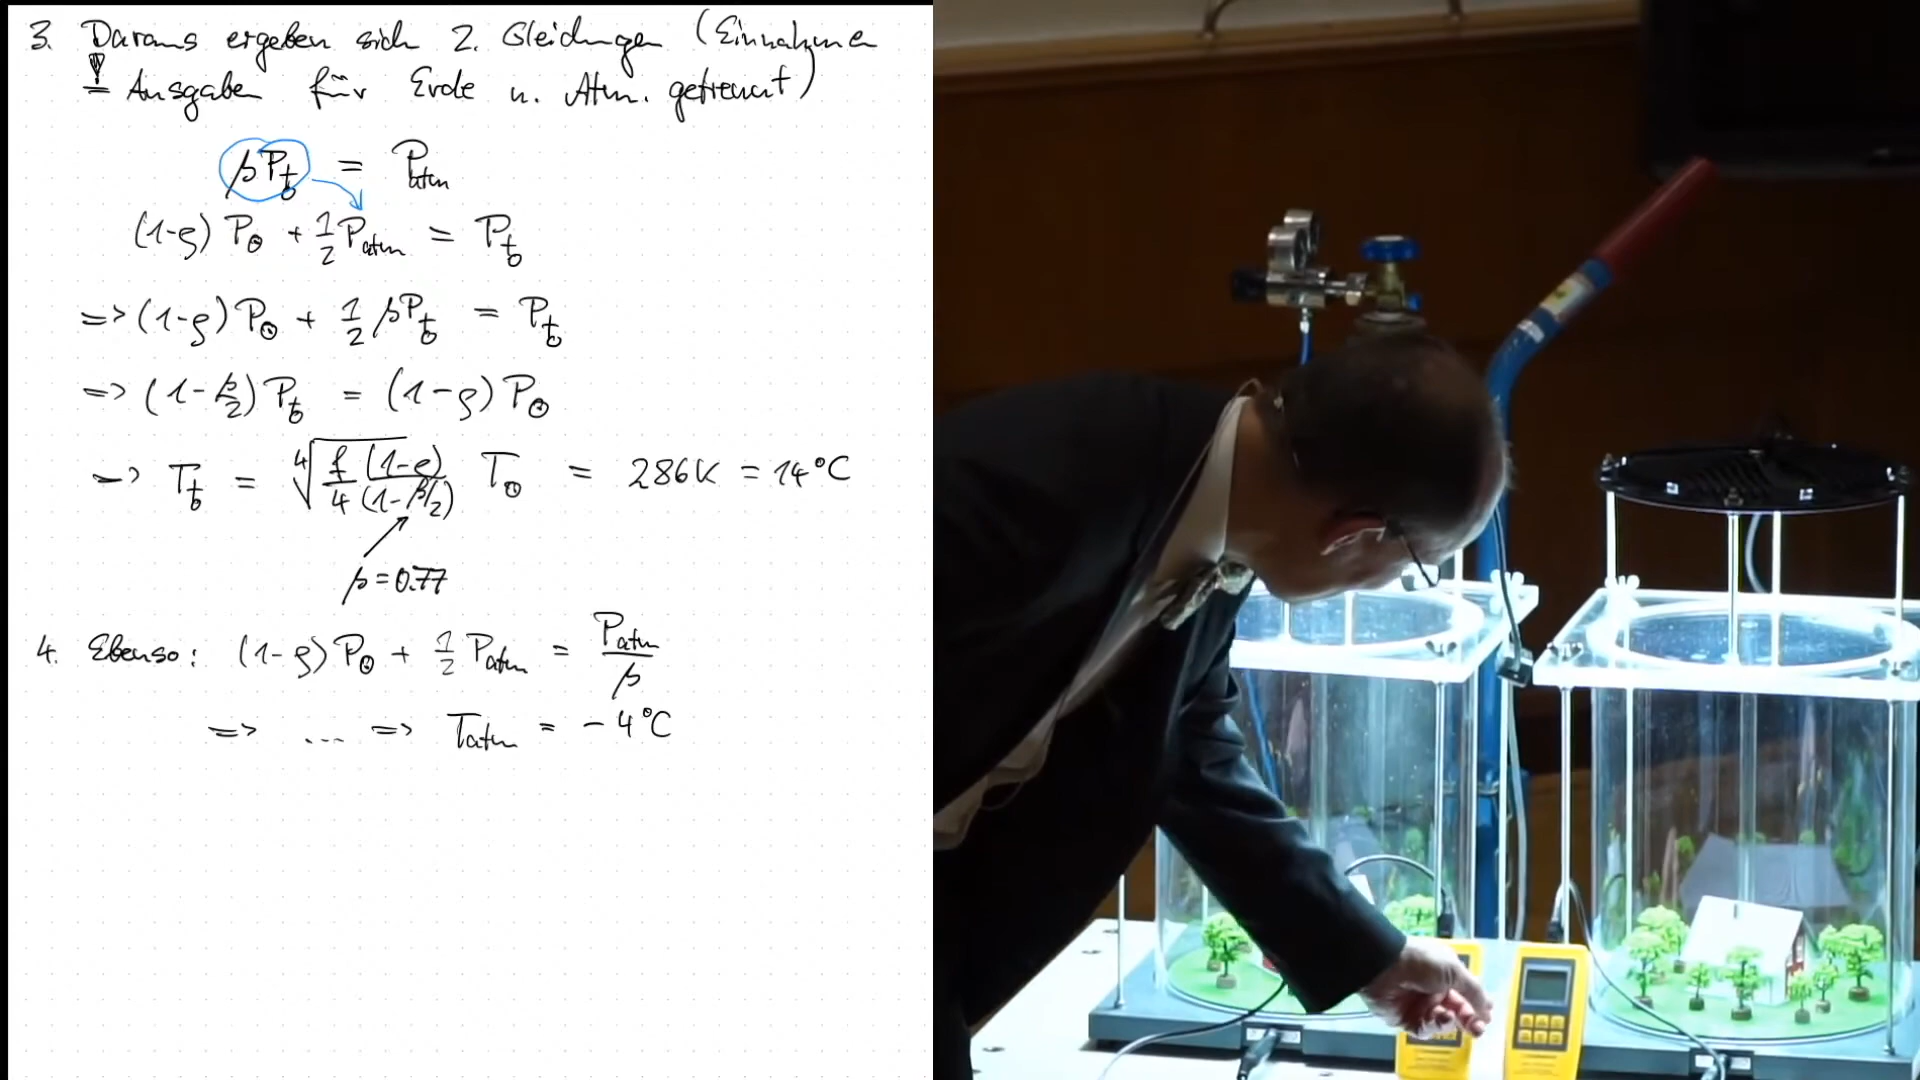 3. Daraus ergeben sich 2. Gleichungen (Einnahme
! = Ausgaben für Erde u. Atm. getrennt)
βP♁ = Patm
(1-ϱ) P☉ + 1/2 Patm = P♁
=> (1-ϱ) P☉ + 1/2 βP♁ = P♁
=> (1-β/2) P♁ = (1-ϱ) P☉
=> T♁ = ⁴√(f/4 (1-ϱ)/(1-β/2)) T☉ = 286K = 14°C
β = 0.77
4. Ebenso: (1-ϱ) P☉ + 1/2 Patm = Patm/β
=> ... => Tatm = -4°C